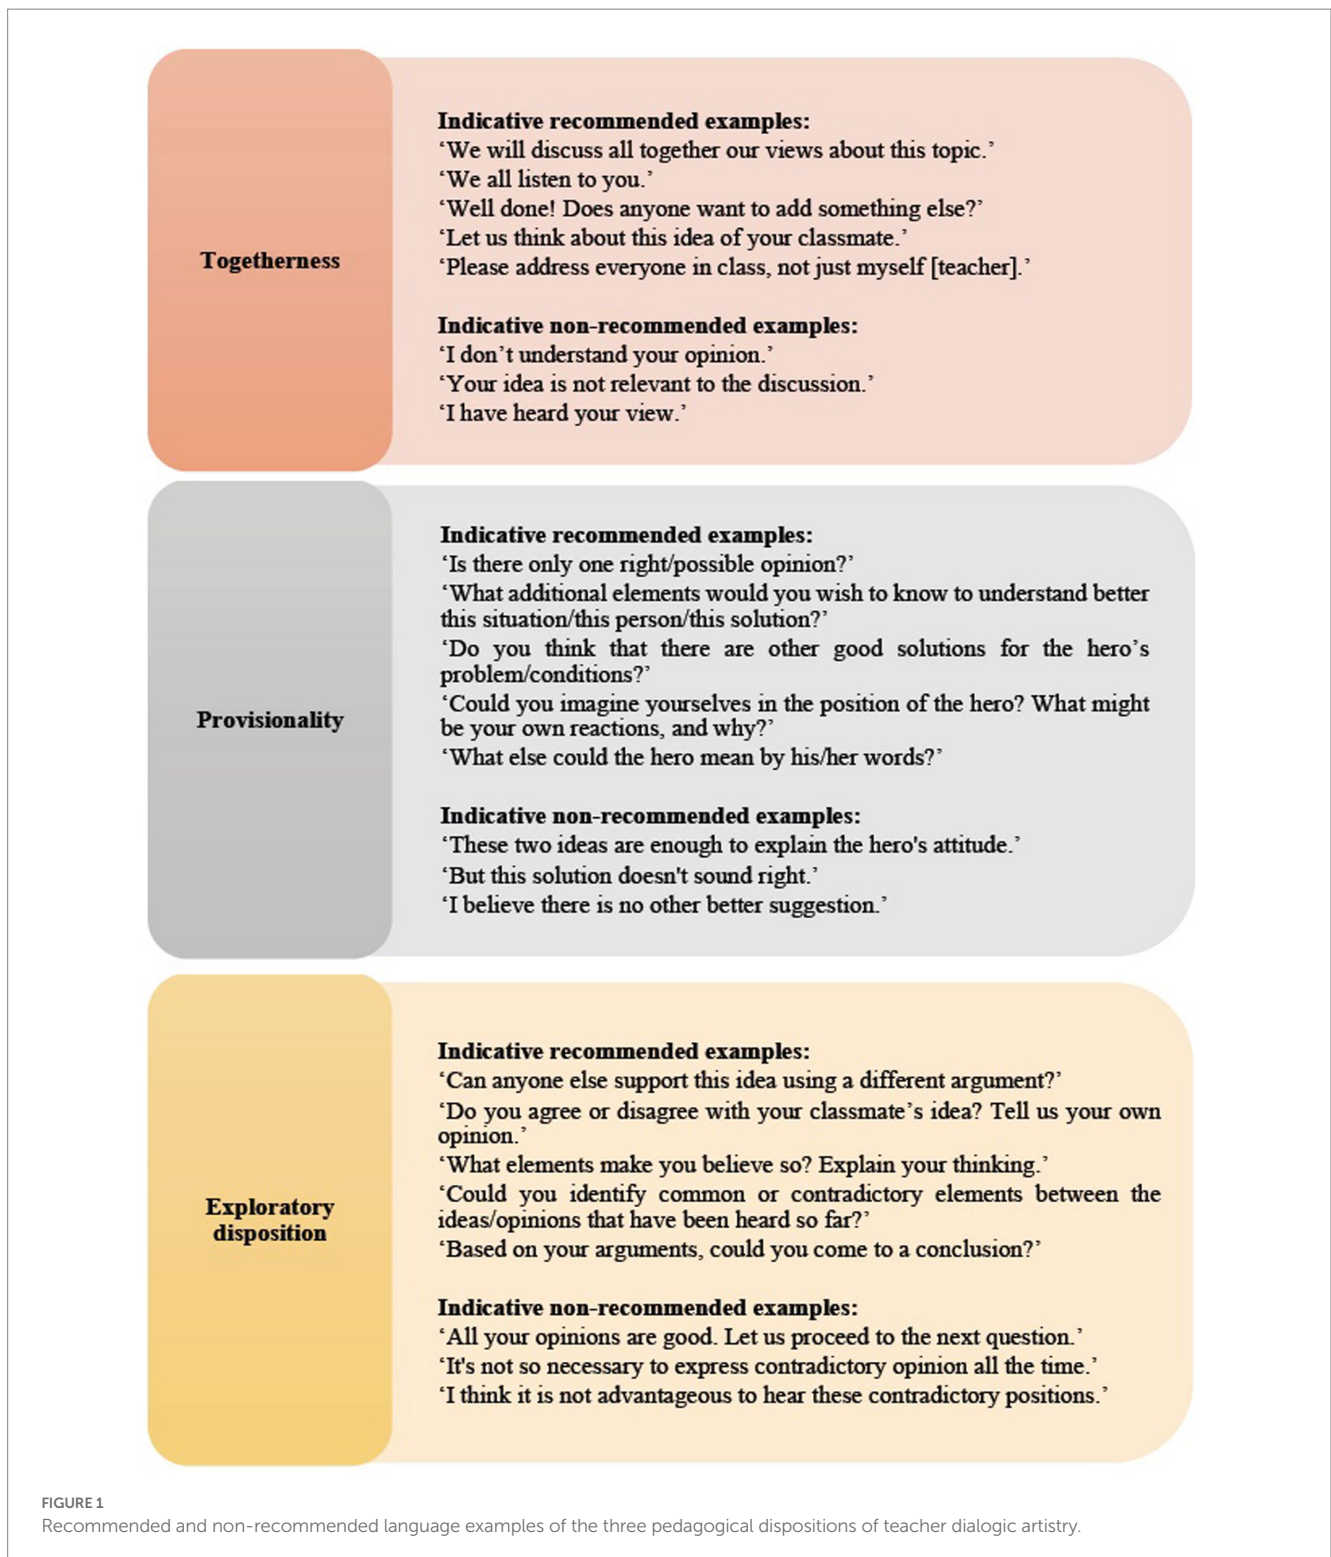 Togetherness
Indicative recommended examples:
‘We will discuss all together our views about this topic.’
‘We all listen to you.’
‘Well done! Does anyone want to add something else?’
‘Let us think about this idea of your classmate.’
‘Please address everyone in class, not just myself [teacher].’
Indicative non-recommended examples:
‘I don’t understand your opinion.’
‘Your idea is not relevant to the discussion.’
‘I have heard your view.’
Provisionality
Indicative recommended examples:
‘Is there only one right/possible opinion?’
‘What additional elements would you wish to know to understand better
this situation/this person/this solution?’
‘Do you think that there are other good solutions for the hero’s
problem/conditions?’
‘Could you imagine yourselves in the position of the hero? What might
be your own reactions, and why?’
‘What else could the hero mean by his/her words?’
Indicative non-recommended examples:
‘These two ideas are enough to explain the hero's attitude.’
‘But this solution doesn't sound right.’
‘I believe there is no other better suggestion.’
Exploratory
disposition
Indicative recommended examples:
‘Can anyone else support this idea using a different argument?’
‘Do you agree or disagree with your classmate’s idea? Tell us your own
opinion.’
‘What elements make you believe so? Explain your thinking.’
‘Could you identify common or contradictory elements between the
ideas/opinions that have been heard so far?’
‘Based on your arguments, could you come to a conclusion?’
Indicative non-recommended examples:
‘All your opinions are good. Let us proceed to the next question.’
‘It's not so necessary to express contradictory opinion all the time.’
‘I think it is not advantageous to hear these contradictory positions.’
FIGURE 1
Recommended and non-recommended language examples of the three pedagogical dispositions of teacher dialogic artistry.